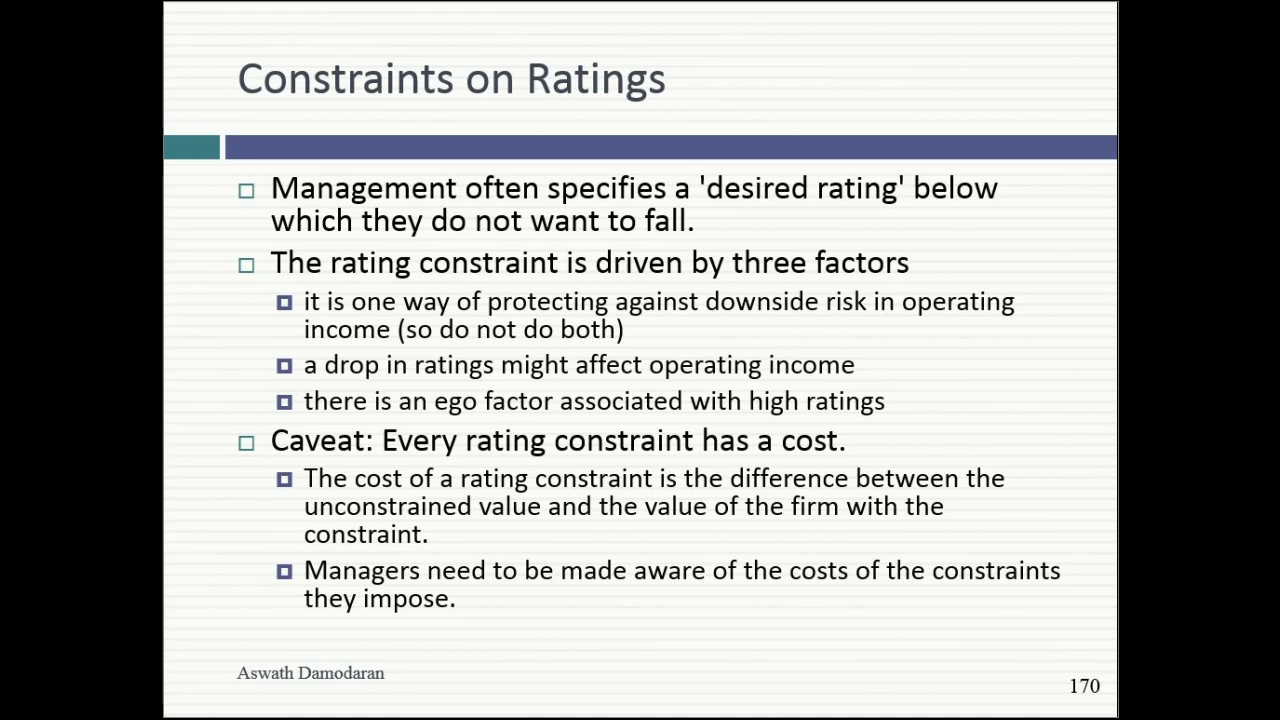 Constraints on Ratings
Management often specifies a 'desired rating' below
which they do not want to fall.
The rating constraint is driven by three factors
it is one way of protecting against downside risk in operating
income (so do not do both)
a drop in ratings might affect operating income
there is an ego factor associated with high ratings
Caveat: Every rating constraint has a cost.
The cost of a rating constraint is the difference between the
unconstrained value and the value of the firm with the
constraint.
Managers need to be made aware of the costs of the constraints
they impose.
Aswath Damodaran
170